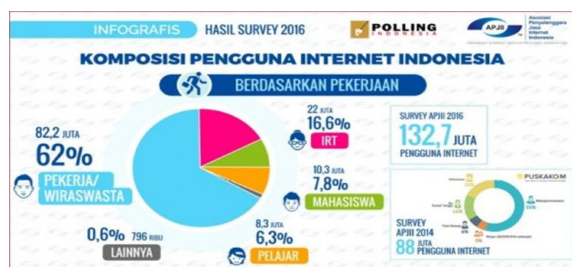 INFOGRAFIS
HASIL SURVEY 2016
POLLING
INDONESIA
APJII
Asosiasi
Penyelenggara
Jasa
Internet
Indonesia
KOMPOSISI PENGGUNA INTERNET INDONESIA
BERDASARKAN PEKERJAAN
82,2 JUTA
62%
PEKERJA/
WIRASWASTA
22 JUTA
16,6%
IRT
10,3 JUTA
7,8%
MAHASISWA
8,3 JUTA
6,3%
PELAJAR
0,6% 796 RIBU
LAINNYA
SURVEY APJII 2016
132,7 JUTA
PENGGUNA INTERNET
PUSKAKOM
SURVEY
APJII 2014
88 JUTA
PENGGUNA INTERNET